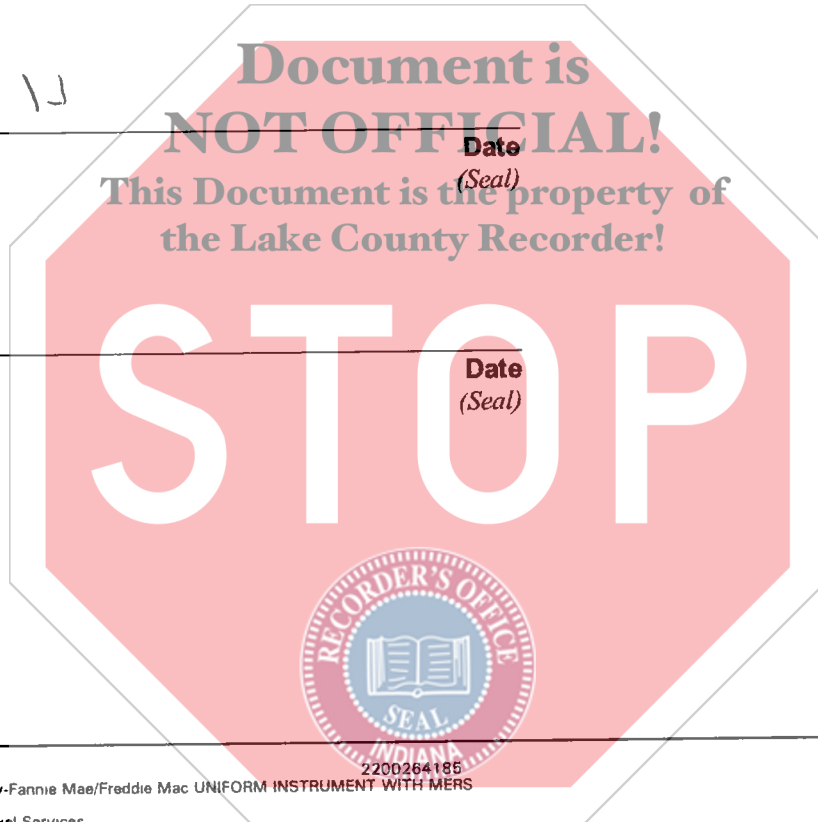 Document is
NOT OFFICIAL!
Date
(Seal)
This Document is the property of
the Lake County Recorder!
STOP
Date
(Seal)
RECORDER'S OFFICE
SEAL
INDIANA
2200264185
-Fannie Mae/Freddie Mac UNIFORM INSTRUMENT WITH MERS
Services